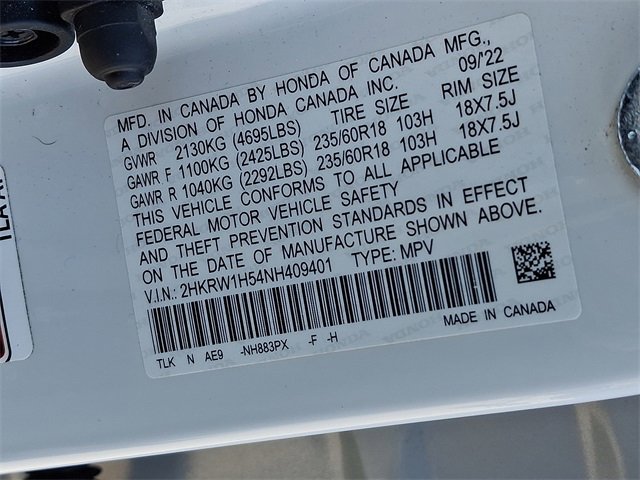 MFD. IN CANADA BY HONDA OF CANADA MFG.,
A DIVISION OF HONDA CANADA INC. 09/'22
GVWR 2130KG (4695LBS) TIRE SIZE RIM SIZE
GAWR F 1100KG (2425LBS) 235/60R18 103H 18X7.5J
GAWR R 1040KG (2292LBS) 235/60R18 103H 18X7.5J
THIS VEHICLE CONFORMS TO ALL APPLICABLE
FEDERAL MOTOR VEHICLE SAFETY
AND THEFT PREVENTION STANDARDS IN EFFECT
ON THE DATE OF MANUFACTURE SHOWN ABOVE.
V.I.N.: 2HKRW1H54NH409401 TYPE: MPV
TLK N AE9 -NH883PX -F -H MADE IN CANADA